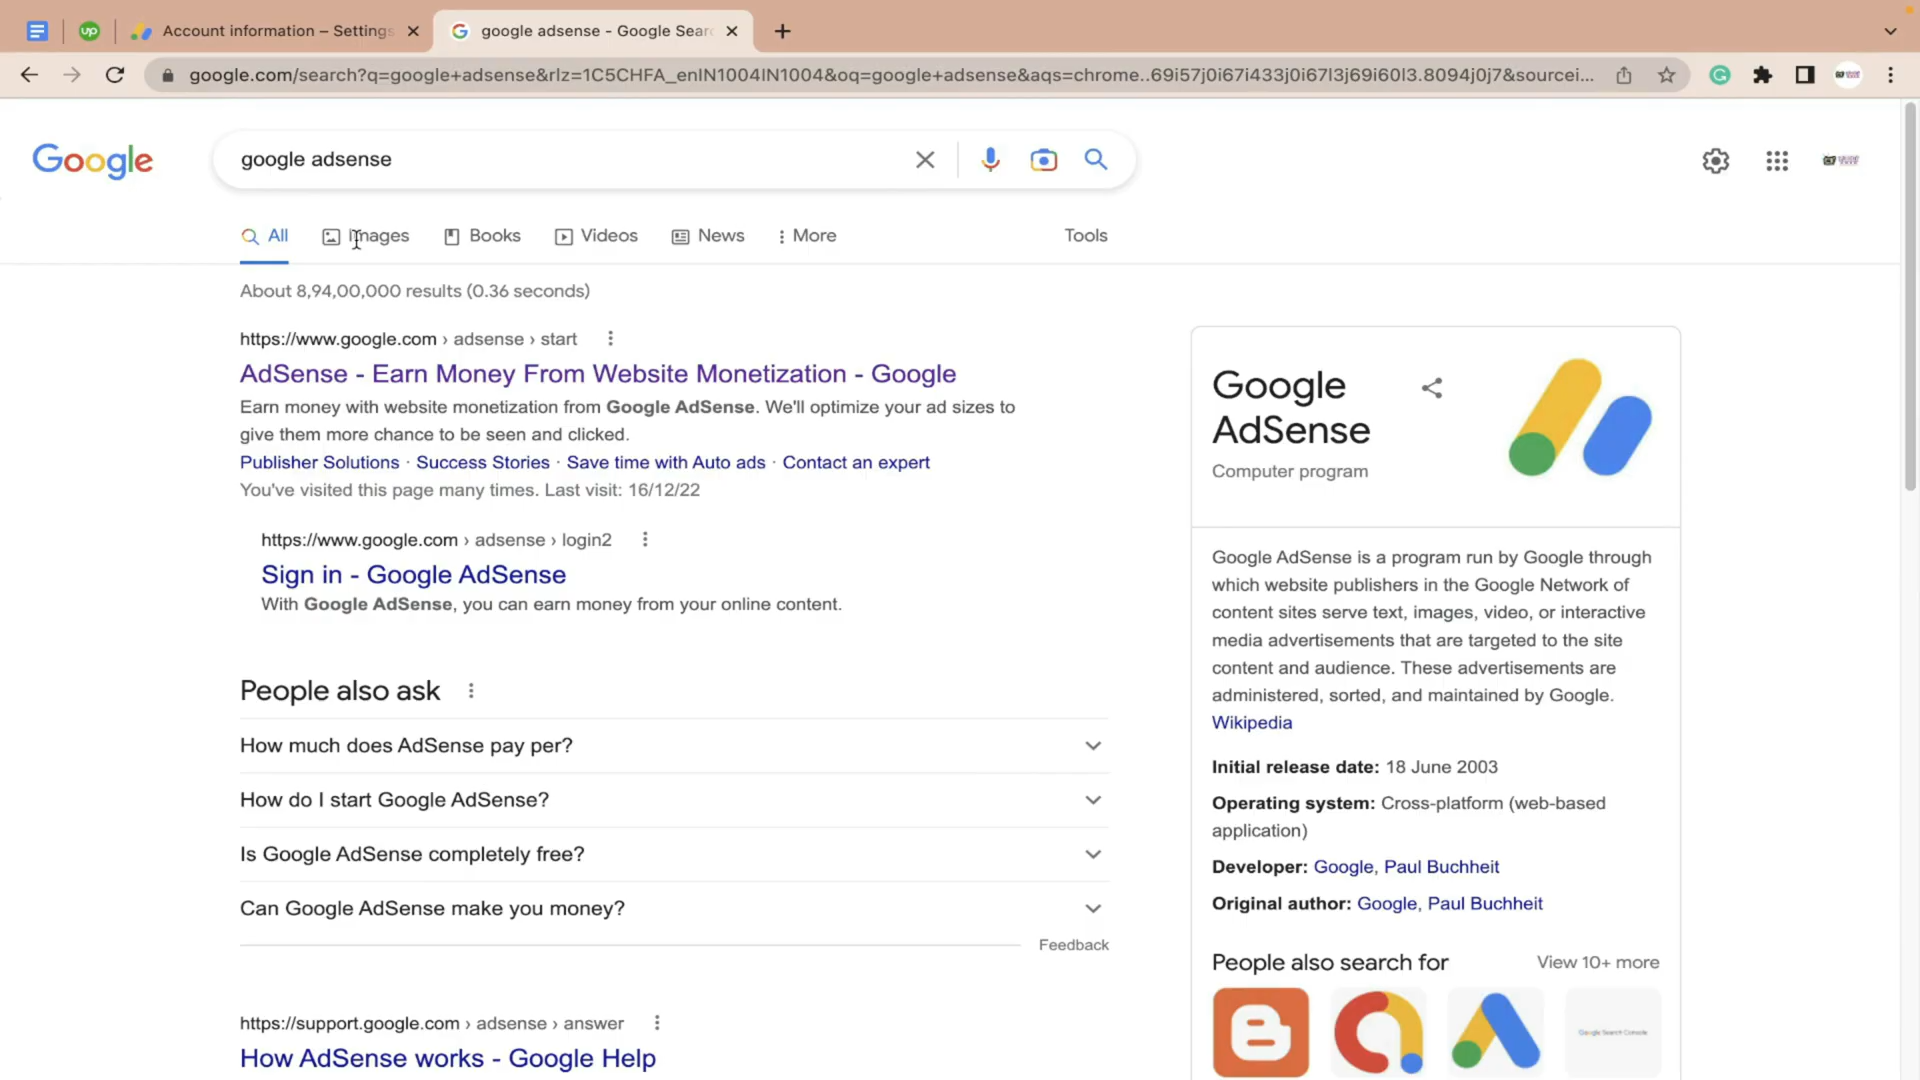 Account information – Settings
google adsense - Google Sear
google.com/search?q=google+adsense&rlz=1C5CHFA_enIN1004IN1004&oq=google+adsense&aqs=chrome..69i57j0i67i433j0i67l3j69i60l3.8094j0j7&sourcei...
Google
google adsense
All
Images
Books
Videos
News
More
Tools
About 8,94,00,000 results (0.36 seconds)
https://www.google.com › adsense › start
AdSense - Earn Money From Website Monetization - Google
Earn money with website monetization from Google AdSense. We'll optimize your ad sizes to
give them more chance to be seen and clicked.
Publisher Solutions · Success Stories · Save time with Auto ads · Contact an expert
You've visited this page many times. Last visit: 16/12/22
https://www.google.com › adsense › login2
Sign in - Google AdSense
With Google AdSense, you can earn money from your online content.
People also ask
How much does AdSense pay per?
How do I start Google AdSense?
Is Google AdSense completely free?
Can Google AdSense make you money?
Feedback
https://support.google.com › adsense › answer
How AdSense works - Google Help
Google
AdSense
Computer program
Google AdSense is a program run by Google through
which website publishers in the Google Network of
content sites serve text, images, video, or interactive
media advertisements that are targeted to the site
content and audience. These advertisements are
administered, sorted, and maintained by Google.
Wikipedia
Initial release date: 18 June 2003
Operating system: Cross-platform (web-based
application)
Developer: Google, Paul Buchheit
Original author: Google, Paul Buchheit
People also search for
View 10+ more
Google Search Console